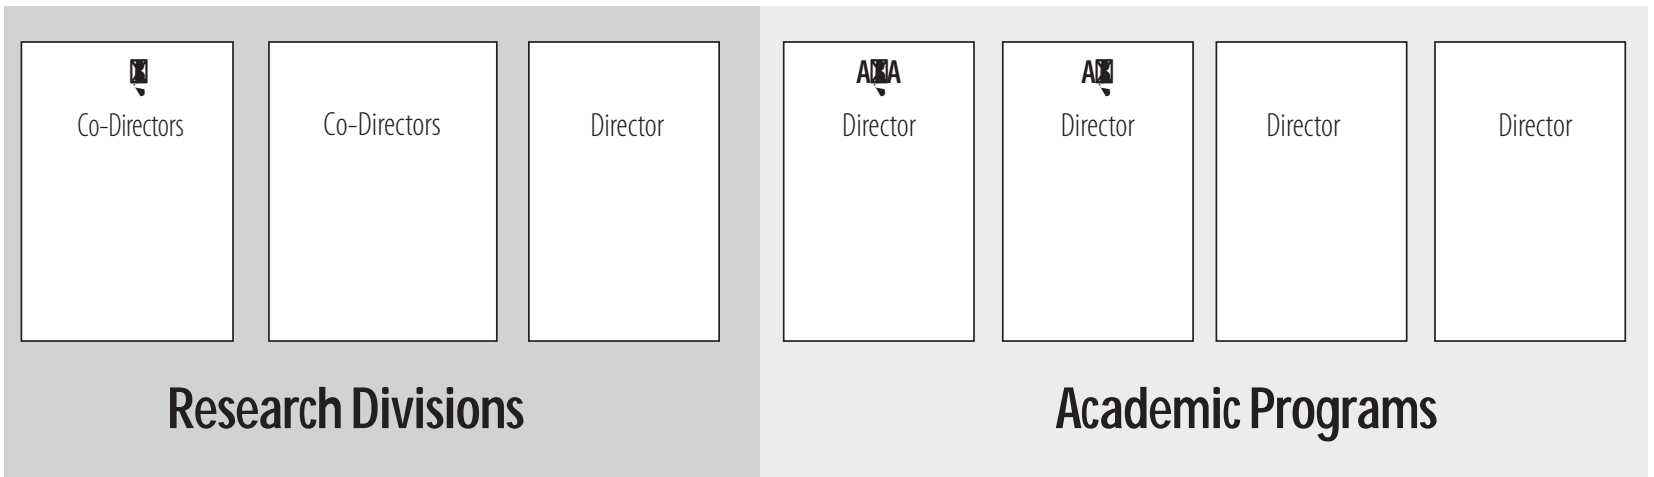 Co-Directors
Co-Directors
Director
Director
Director
Director
Director
Research Divisions
Academic Programs